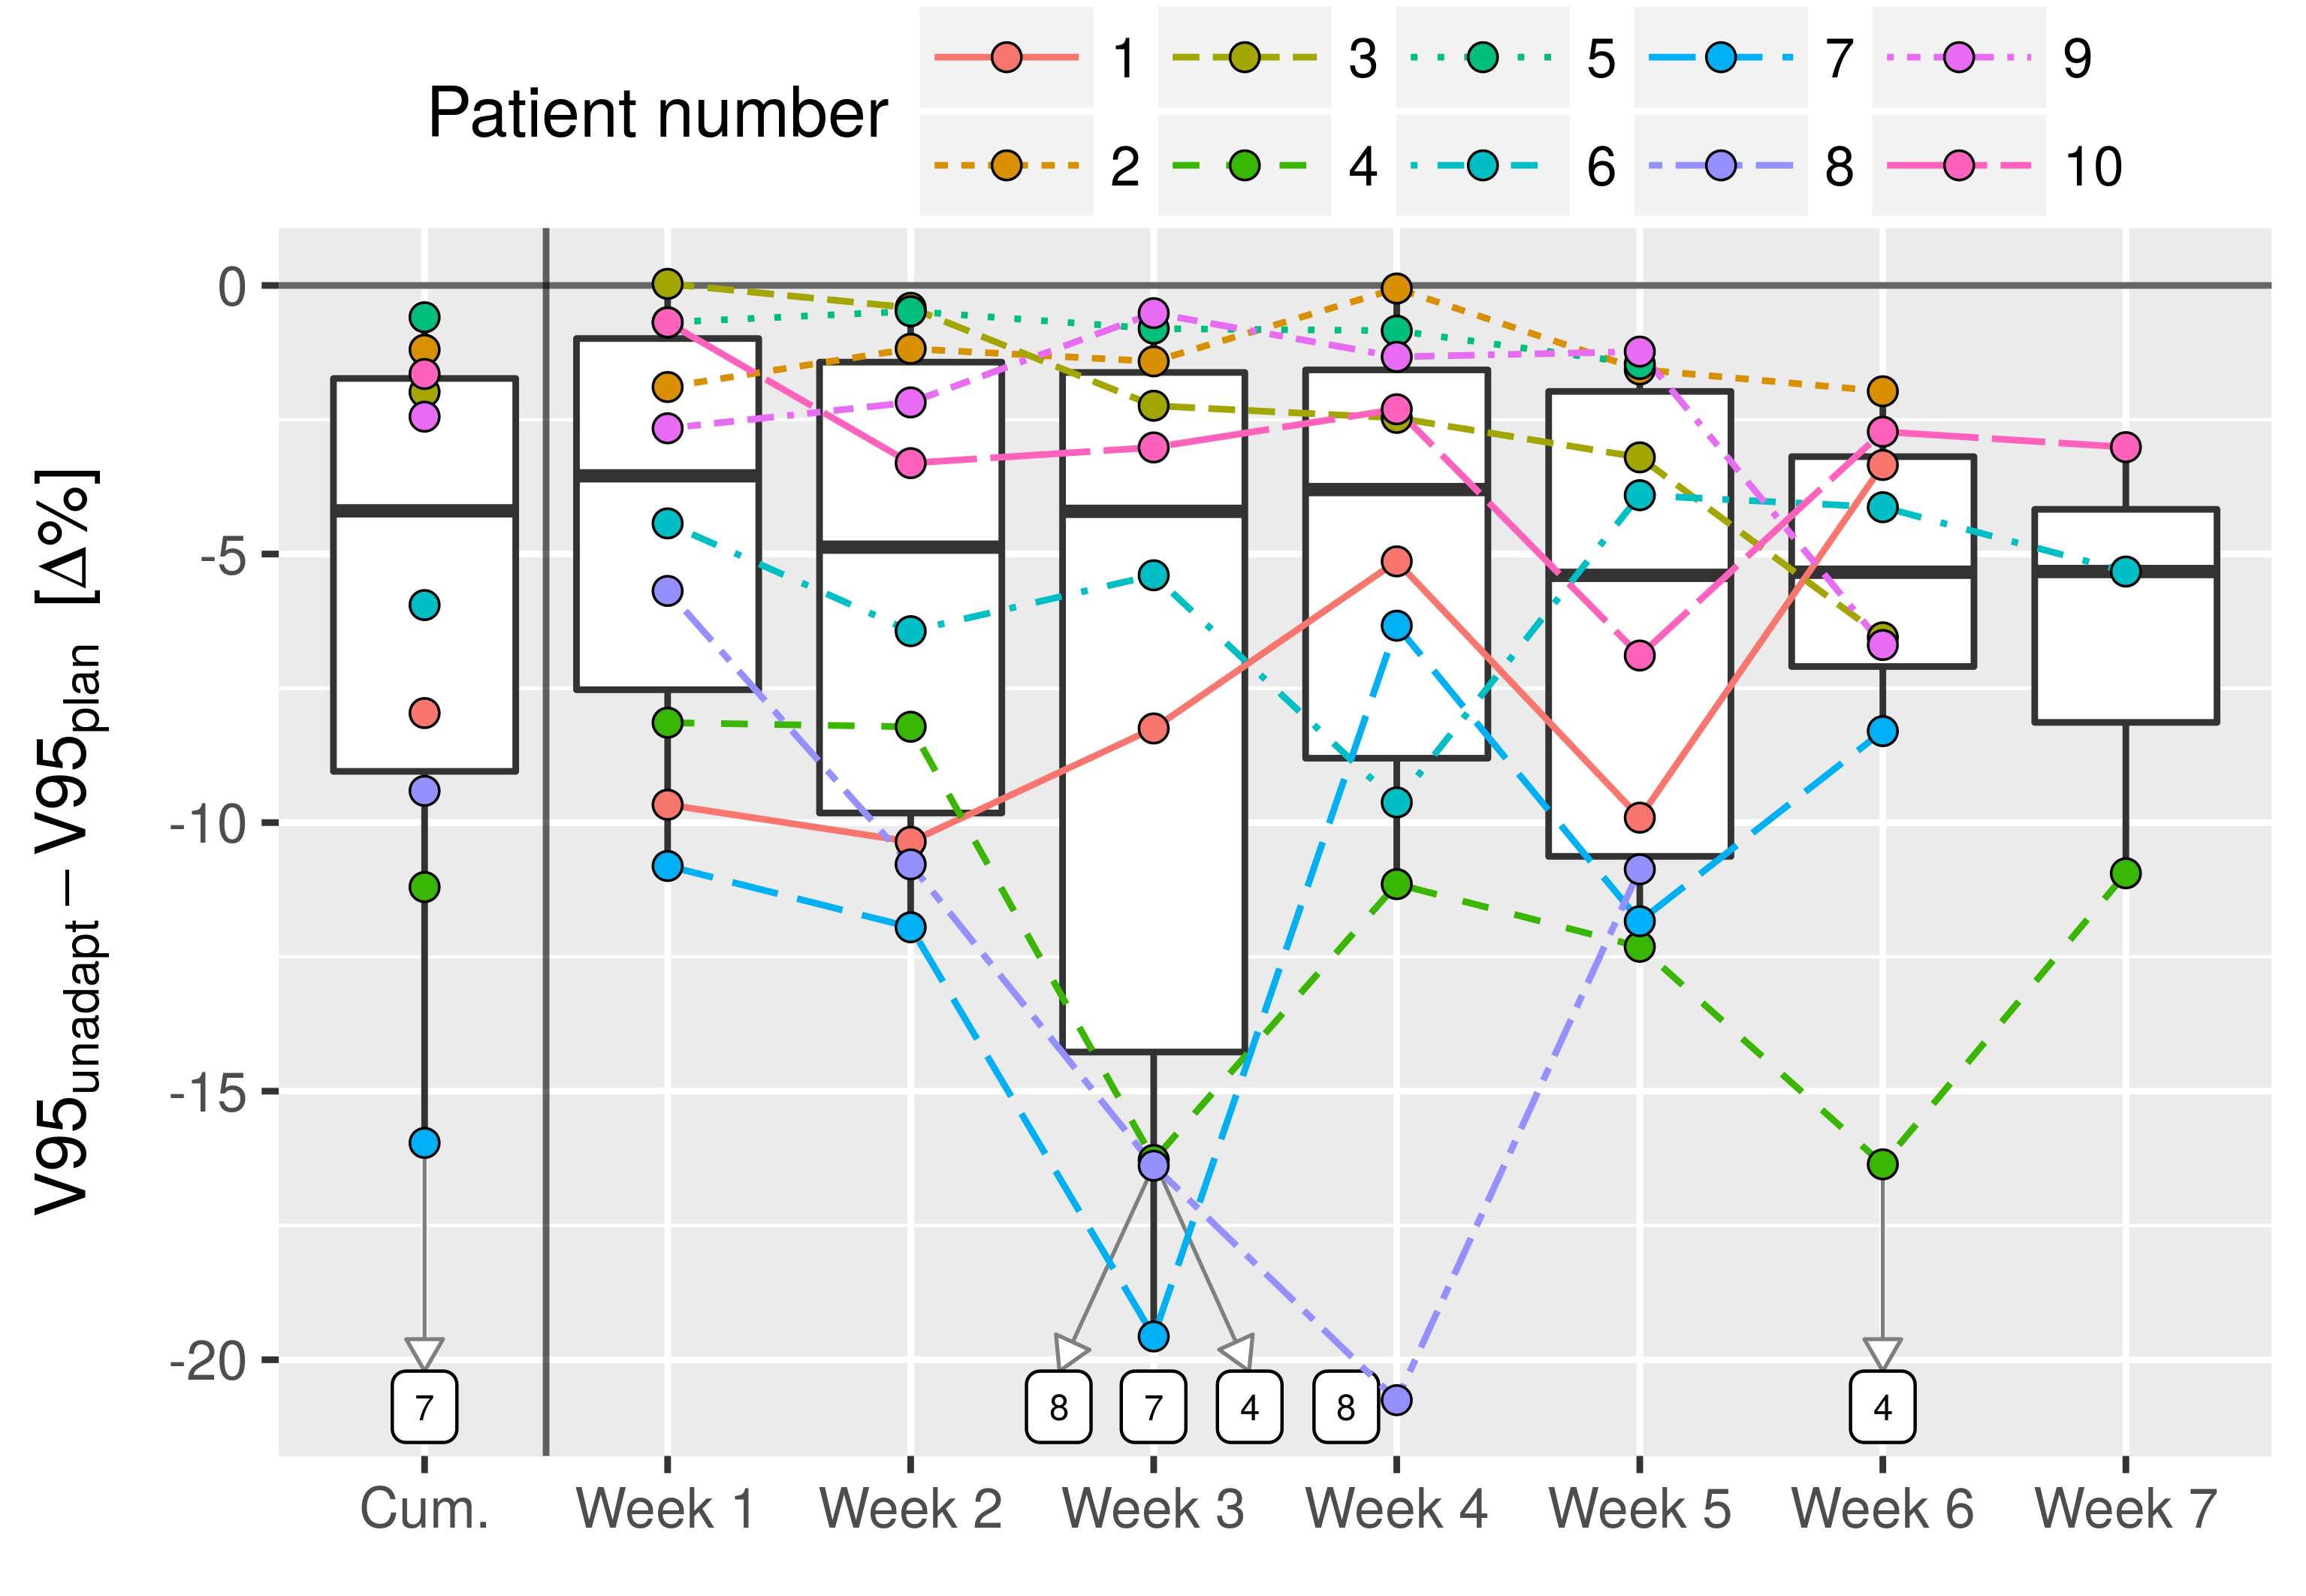 Patient number
1 3 5 7 9
2 4 6 8 10
V95unadapt − V95plan [Δ%]
0
-5
-10
-15
-20
7 8 7 4 8 4
Cum. Week 1 Week 2 Week 3 Week 4 Week 5 Week 6 Week 7